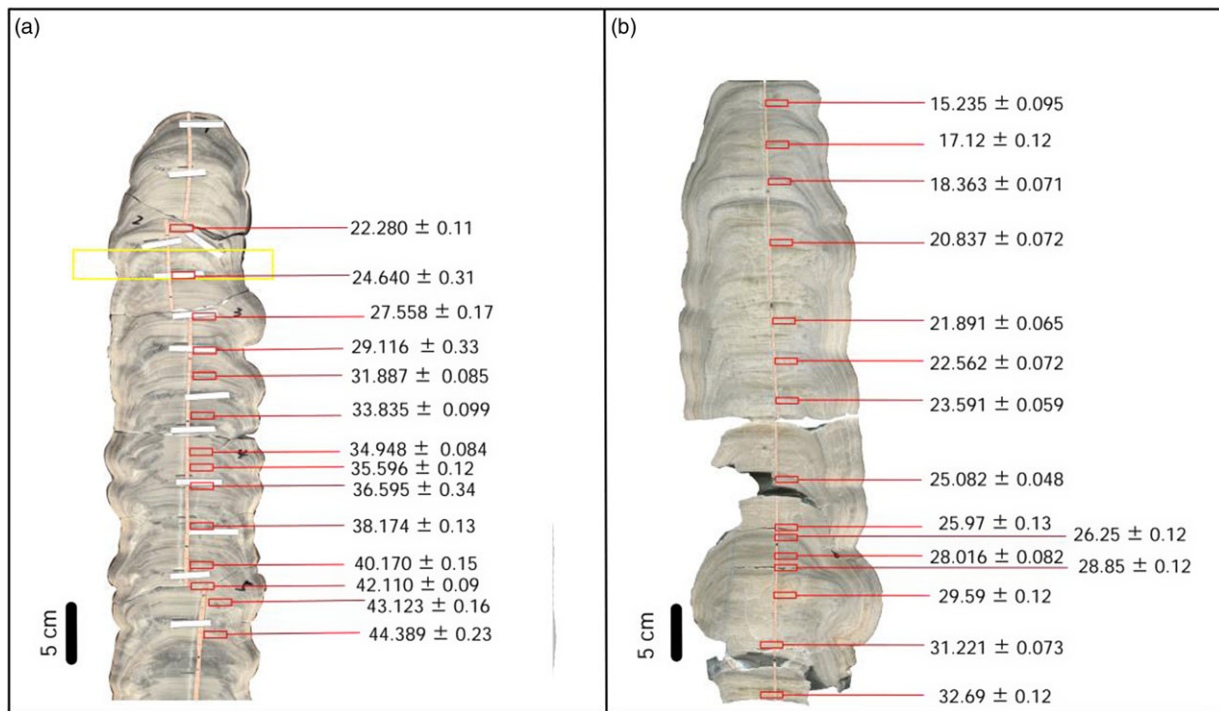 (a)
22.280 ± 0.11
24.640 ± 0.31
27.558 ± 0.17
29.116 ± 0.33
31.887 ± 0.085
33.835 ± 0.099
34.948 ± 0.084
35.596 ± 0.12
36.595 ± 0.34
38.174 ± 0.13
40.170 ± 0.15
42.110 ± 0.09
43.123 ± 0.16
44.389 ± 0.23
5 cm
2
3
(b)
15.235 ± 0.095
17.12 ± 0.12
18.363 ± 0.071
20.837 ± 0.072
21.891 ± 0.065
22.562 ± 0.072
23.591 ± 0.059
25.082 ± 0.048
25.97 ± 0.13
26.25 ± 0.12
28.016 ± 0.082
28.85 ± 0.12
29.59 ± 0.12
31.221 ± 0.073
32.69 ± 0.12
5 cm